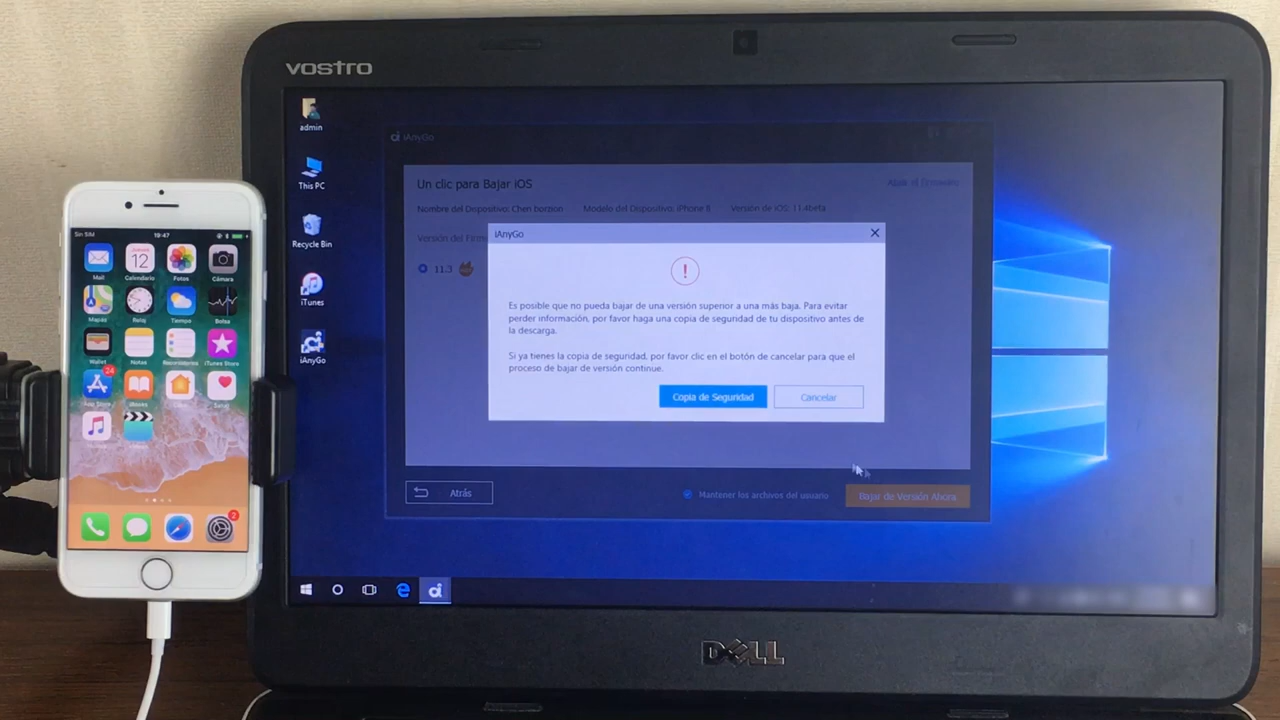 vostro
admin
This PC
Recycle Bin
iTunes
iAnyGo
iAnyGo
Un clic para Bajar iOS
Nombre del Dispositivo: Chen
Modelo del Dispositivo: iPhone 8
Versión de iOS: 11.4beta
Versión del
11.3
iAnyGo
Es posible que no pueda bajar de una versión superior a una más baja. Para evitar
perder información, por favor haga una copia de seguridad de tu dispositivo antes de
la descarga.
Si ya tienes la copia de seguridad, por favor clic en el botón de cancelar para que el
proceso de bajar de versión continue.
Copia de Seguridad
Cancelar
Atrás
Mantener los archivos del usuario
Bajar de Versión Ahora
DELL
Sin SIM
19:47
Mail
Calendario
Fotos
Cámara
12
Mapas
Reloj
Tiempo
Bolsa
Wallet
Notas
Recordatorios
iTunes Store
24
App Store
2